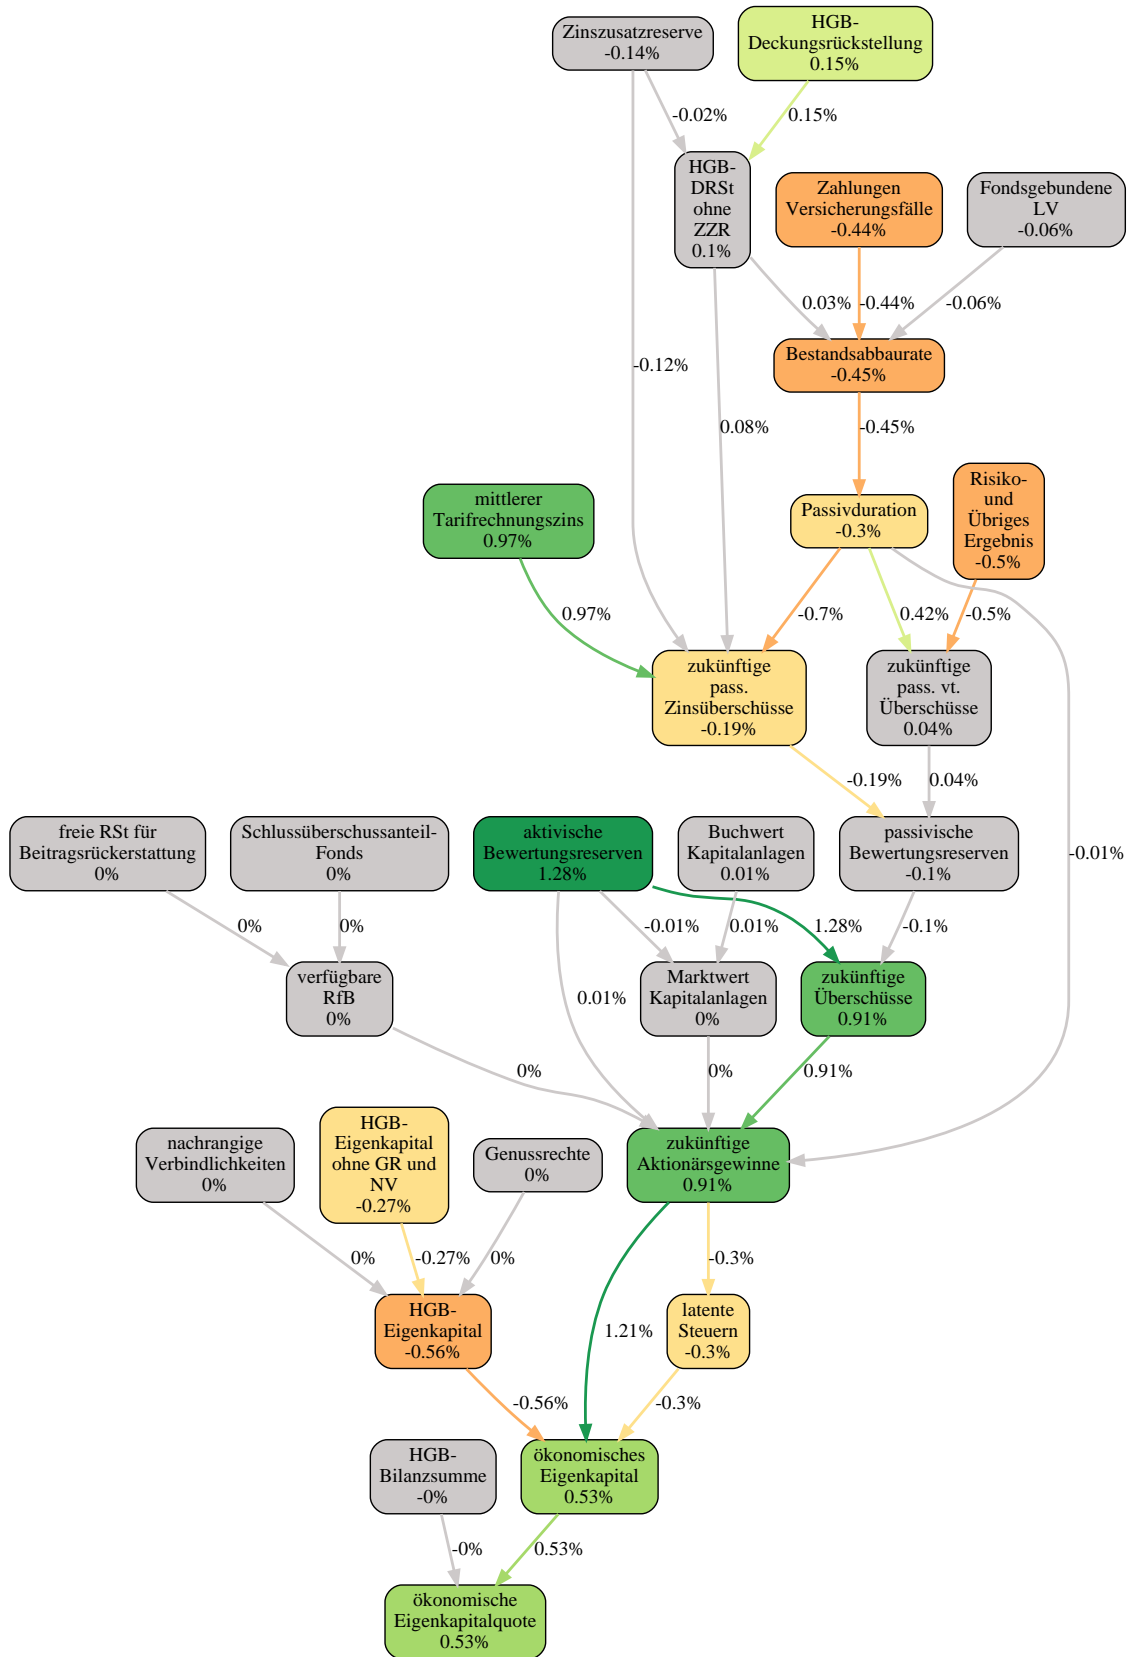 Zinszusatzreserve
-0.14%
HGB-
Deckungsrückstellung
0.15%
-0.02%
0.15%
HGB-
DRSt
ohne
ZZR
0.1%
Zahlungen
Versicherungsfälle
-0.44%
Fondsgebundene
LV
-0.06%
0.03%
-0.44%
-0.06%
Bestandsabbaurate
-0.45%
-0.12%
0.08%
-0.45%
mittlerer
Tarifrechnungszins
0.97%
Passivduration
-0.3%
Risiko-
und
Übriges
Ergebnis
-0.5%
0.97%
-0.7%
0.42%
-0.5%
zukünftige
pass.
Zinsüberschüsse
-0.19%
zukünftige
pass. vt.
Überschüsse
0.04%
-0.19%
0.04%
-0.01%
freie RSt für
Beitragsrückerstattung
0%
Schlussüberschussanteil-
Fonds
0%
aktivische
Bewertungsreserven
1.28%
Buchwert
Kapitalanlagen
0.01%
passivische
Bewertungsreserven
-0.1%
0%
0%
-0.01%
0.01%
1.28%
-0.1%
verfügbare
RfB
0%
0.01%
Marktwert
Kapitalanlagen
0%
zukünftige
Überschüsse
0.91%
0%
0%
0.91%
nachrangige
Verbindlichkeiten
0%
HGB-
Eigenkapital
ohne GR und
NV
-0.27%
Genussrechte
0%
zukünftige
Aktionärsgewinne
0.91%
0%
-0.27%
0%
-0.3%
HGB-
Eigenkapital
-0.56%
1.21%
latente
Steuern
-0.3%
-0.56%
-0.3%
HGB-
Bilanzsumme
-0%
ökonomisches
Eigenkapital
0.53%
-0%
0.53%
ökonomische
Eigenkapitalquote
0.53%